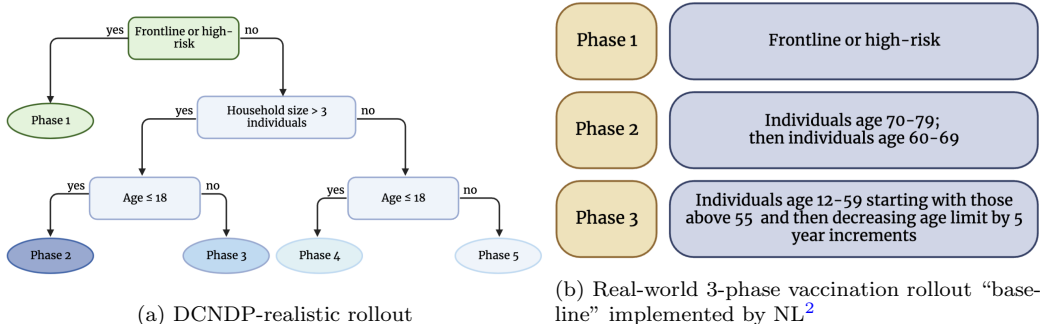 yes
Frontline or high-
risk
no
Phase 1
yes
Household size > 3
individuals
no
yes
Age ≤ 18
no
yes
Age ≤ 18
no
Phase 2
Phase 3
Phase 4
Phase 5
(a) DCNDP-realistic rollout
Phase 1
Frontline or high-risk
Phase 2
Individuals age 70-79;
then individuals age 60-69
Phase 3
Individuals age 12-59 starting with those
above 55 and then decreasing age limit by 5
year increments
(b) Real-world 3-phase vaccination rollout “base-
line” implemented by NL2